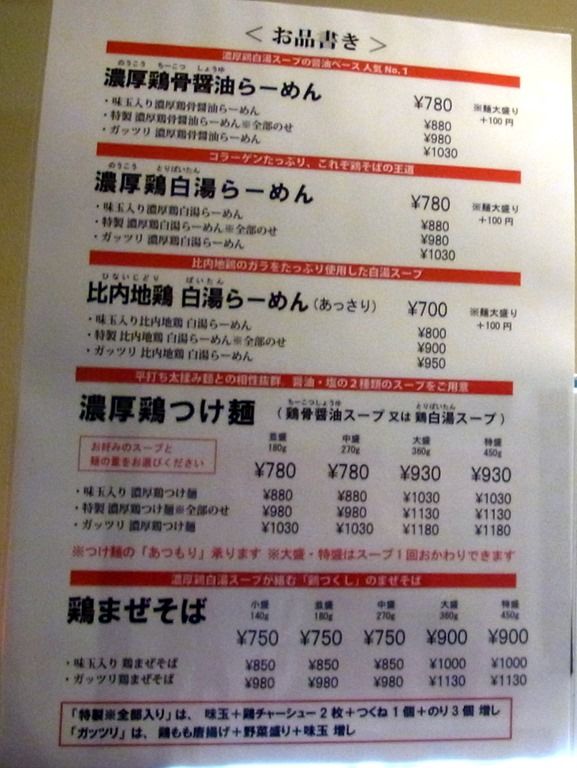 ＜ お品書き ＞
濃厚鶏白湯スープの醤油ベース 人気 No.1
のうこう ちーこつ しょうゆ
濃厚鶏骨醤油らーめん ¥780 ※麺大盛り
・味玉入り濃厚鶏骨醤油らーめん ¥880 ＋100円
・特製 濃厚鶏骨醤油らーめん※全部のせ ¥980
・ガッツリ 濃厚鶏骨醤油らーめん ¥1030
コラーゲンたっぷり、これぞ鶏そばの王道
のうこう とりぱいたん
濃厚鶏白湯らーめん ¥780 ※麺大盛り
・味玉入り濃厚鶏白湯らーめん ¥880 ＋100円
・特製 濃厚鶏白湯らーめん※全部のせ ¥980
・ガッツリ 濃厚鶏白湯らーめん ¥1030
比内地鶏のガラをたっぷり使用した白湯スープ
ひないじどり ぱいたん
比内地鶏 白湯らーめん（あっさり） ¥700 ※麺大盛り
・味玉入り比内地鶏 白湯らーめん ¥800 ＋100円
・特製 比内地鶏 白湯らーめん※全部のせ ¥900
・ガッツリ 比内地鶏 白湯らーめん ¥950
平打ち太揉み麺との相性抜群。醤油・塩の2種類のスープをご用意
ちーこつしょうゆ とりぱいたん
濃厚鶏つけ麺 （鶏骨醤油スープ 又は 鶏白湯スープ）
お好みのスープと
麺の量をお選びください
並盛 中盛 大盛 特盛
180g 270g 360g 450g
¥780 ¥780 ¥930 ¥930
・味玉入り 濃厚鶏つけ麺 ¥880 ¥880 ¥1030 ¥1030
・特製 濃厚鶏つけ麺※全部のせ ¥980 ¥980 ¥1130 ¥1130
・ガッツリ 濃厚鶏つけ麺 ¥1030 ¥1030 ¥1180 ¥1180
※つけ麺の「あつもり」承ります ※大盛・特盛はスープ1回おかわりできます
濃厚鶏白湯スープが絡む「鶏づくし」のまぜそば
鶏まぜそば
小盛 並盛 中盛 大盛 特盛
140g 180g 270g 360g 450g
¥750 ¥750 ¥750 ¥900 ¥900
・味玉入り 鶏まぜそば ¥850 ¥850 ¥850 ¥1000 ¥1000
・ガッツリ 鶏まぜそば ¥980 ¥980 ¥980 ¥1130 ¥1130
「特製※全部入り」は、 味玉＋鶏チャーシュー2枚＋つくね1個＋のり3個 増し
「ガッツリ」は、 鶏もも唐揚げ＋野菜盛り＋味玉 増し